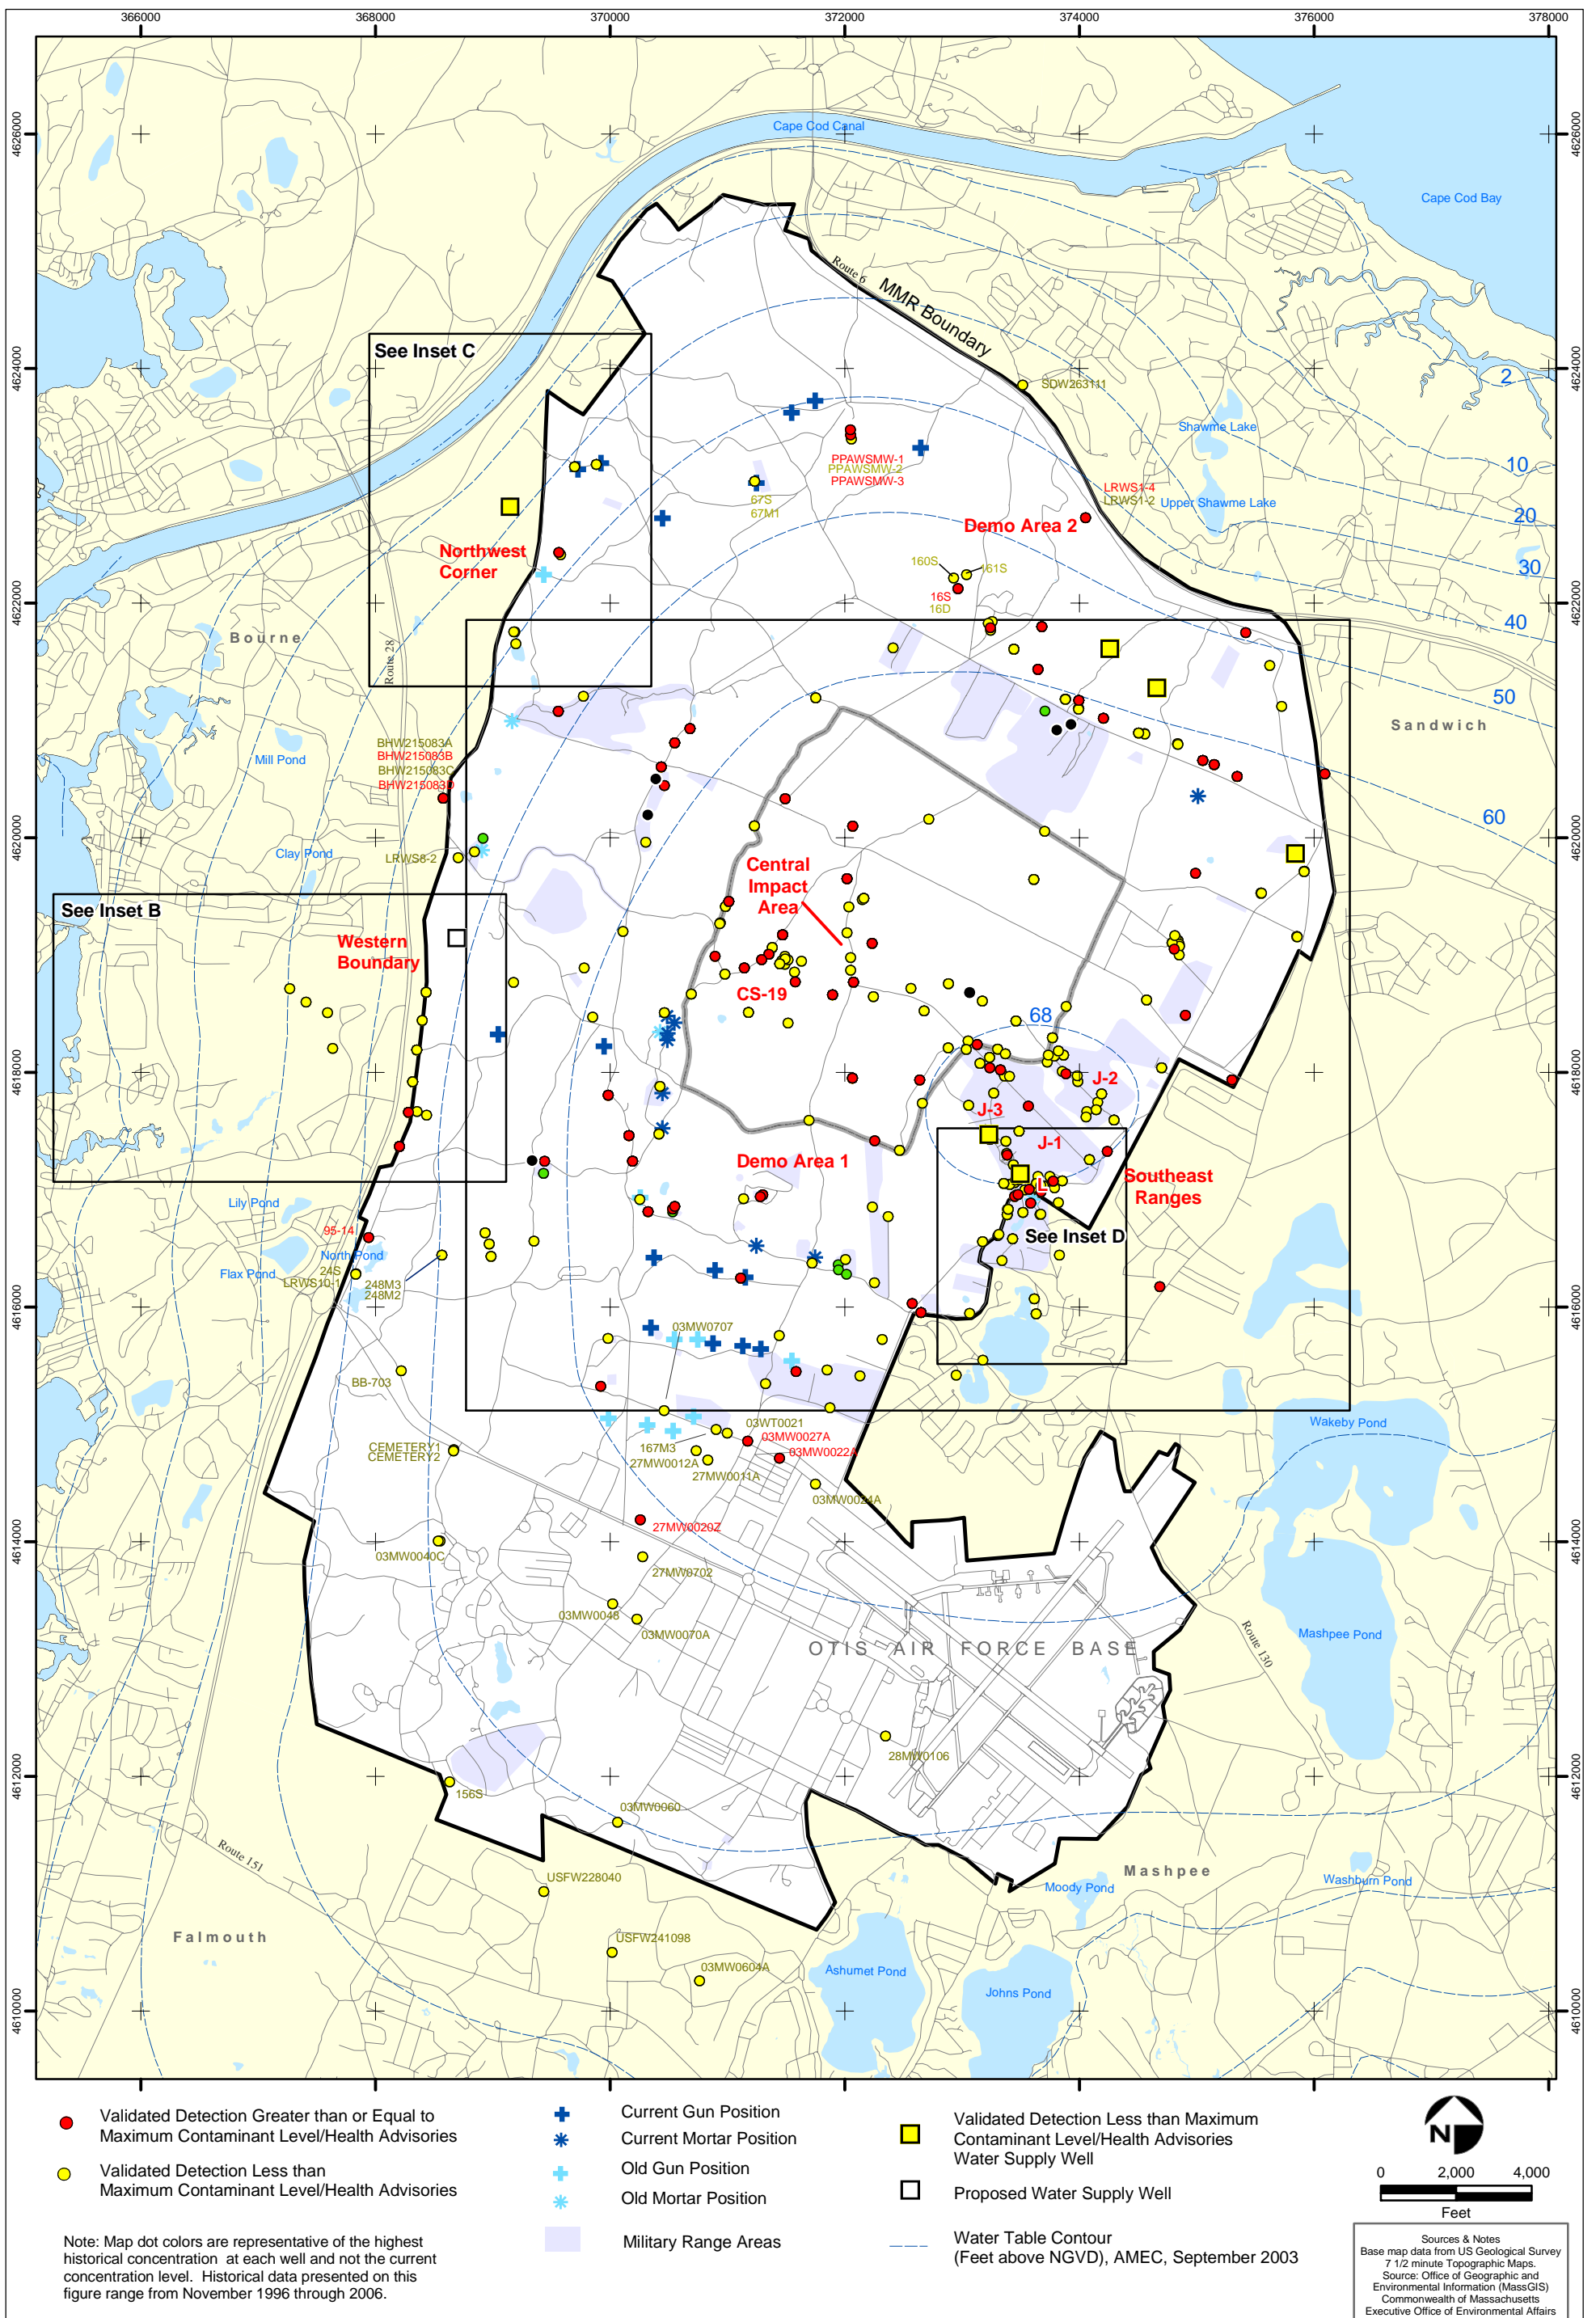 366000
368000
370000
372000
374000
376000
378000
4626000
4626000
Cape Cod Canal
Cape Cod Bay
Route 6
MMR Boundary
See Inset C
4624000
4624000
SDW263111
2
Shawme Lake
PPAWSMW-1
PPAWSMW-2
PPAWSMW-3
10
67S
67M1
LRWS1-4
LRWS1-2
Upper Shawme Lake
Demo Area 2
20
Northwest
Corner
160S
161S
30
16S
16D
4622000
4622000
40
Bourne
Route 28
50
Sandwich
BHW215083A
BHW215083B
BHW215083C
BHW215083D
Mill Pond
60
4620000
4620000
Clay Pond
LRWS8-2
Central
Impact
Area
See Inset B
Western
Boundary
CS-19
68
4618000
4618000
J-2
J-3
J-1
Demo Area 1
Southeast
Ranges
L
Lily Pond
95-14
See Inset D
North Pond
24S
LRWS10-1
Flax Pond
248M3
248M2
4616000
4616000
03MW0707
BB-703
Wakeby Pond
03WT0021
03MW0027A
CEMETERY1
CEMETERY2
167M3
03MW0022A
27MW0012A
27MW0011A
03MW0024A
27MW0020Z
4614000
4614000
03MW0040C
27MW0702
03MW0048
03MW0070A
OTIS AIR FORCE BASE
Route 130
Mashpee Pond
28MW0106
4612000
4612000
156S
03MW0060
Route 151
USFW228040
Mashpee
Moody Pond
Washburn Pond
Falmouth
USFW241098
03MW0604A
Ashumet Pond
Johns Pond
4610000
4610000
Validated Detection Greater than or Equal to
Maximum Contaminant Level/Health Advisories
Validated Detection Less than
Maximum Contaminant Level/Health Advisories
Note: Map dot colors are representative of the highest
historical concentration at each well and not the current
concentration level. Historical data presented on this
figure range from November 1996 through 2006.
Current Gun Position
Current Mortar Position
Old Gun Position
Old Mortar Position
Military Range Areas
Validated Detection Less than Maximum
Contaminant Level/Health Advisories
Water Supply Well
Proposed Water Supply Well
Water Table Contour
(Feet above NGVD), AMEC, September 2003
N
0 2,000 4,000
Feet
Sources & Notes
Base map data from US Geological Survey
7 1/2 minute Topographic Maps.
Source: Office of Geographic and
Environmental Information (MassGIS)
Commonwealth of Massachusetts
Executive Office of Environmental Affairs